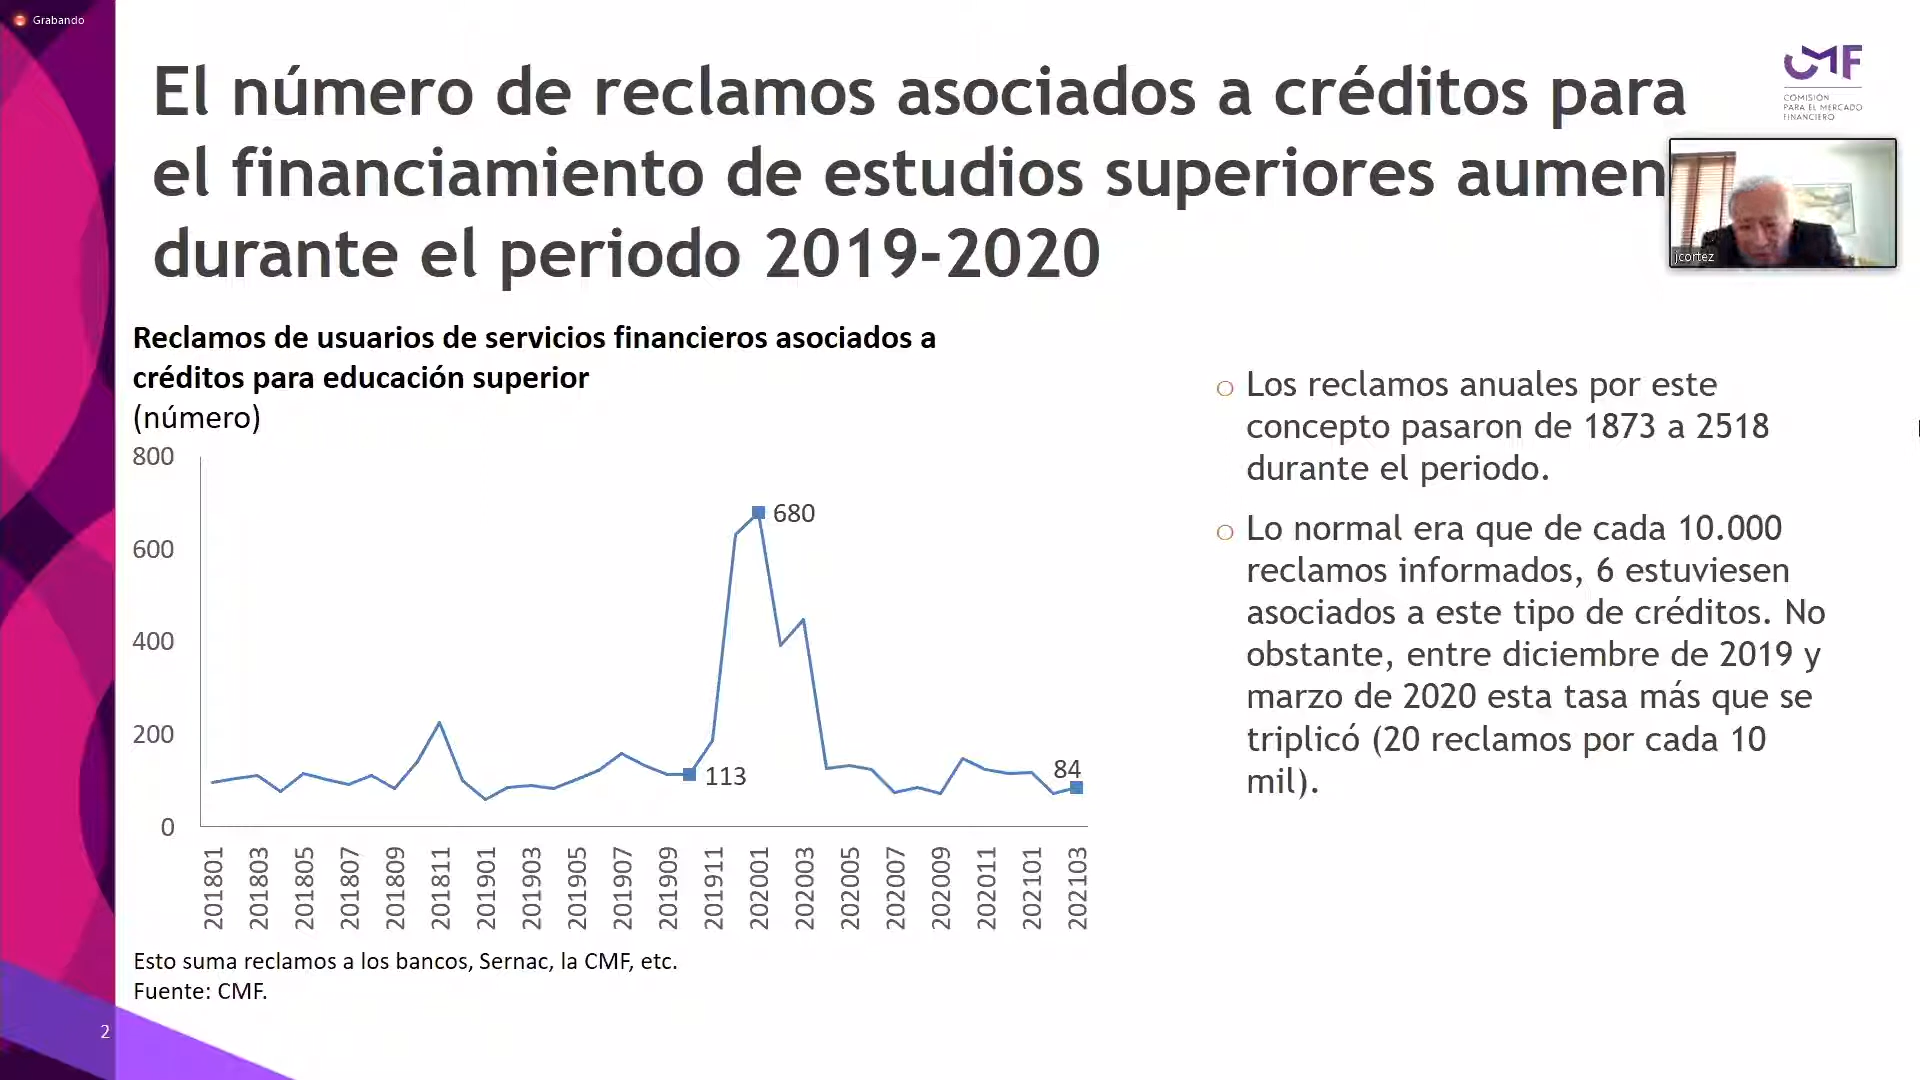 Grabando
El número de reclamos asociados a créditos para
el financiamiento de estudios superiores aumen
durante el periodo 2019-2020
CMF
COMISIÓN
PARA EL MERCADO
FINANCIERO
jcortez
Reclamos de usuarios de servicios financieros asociados a
créditos para educación superior
(número)
800
600
400
200
0
680
113
84
201801
201803
201805
201807
201809
201811
201901
201903
201905
201907
201909
201911
202001
202003
202005
202007
202009
202011
202101
202103
Esto suma reclamos a los bancos, Sernac, la CMF, etc.
Fuente: CMF.
○ Los reclamos anuales por este
concepto pasaron de 1873 a 2518
durante el periodo.
○ Lo normal era que de cada 10.000
reclamos informados, 6 estuviesen
asociados a este tipo de créditos. No
obstante, entre diciembre de 2019 y
marzo de 2020 esta tasa más que se
triplicó (20 reclamos por cada 10
mil).
2